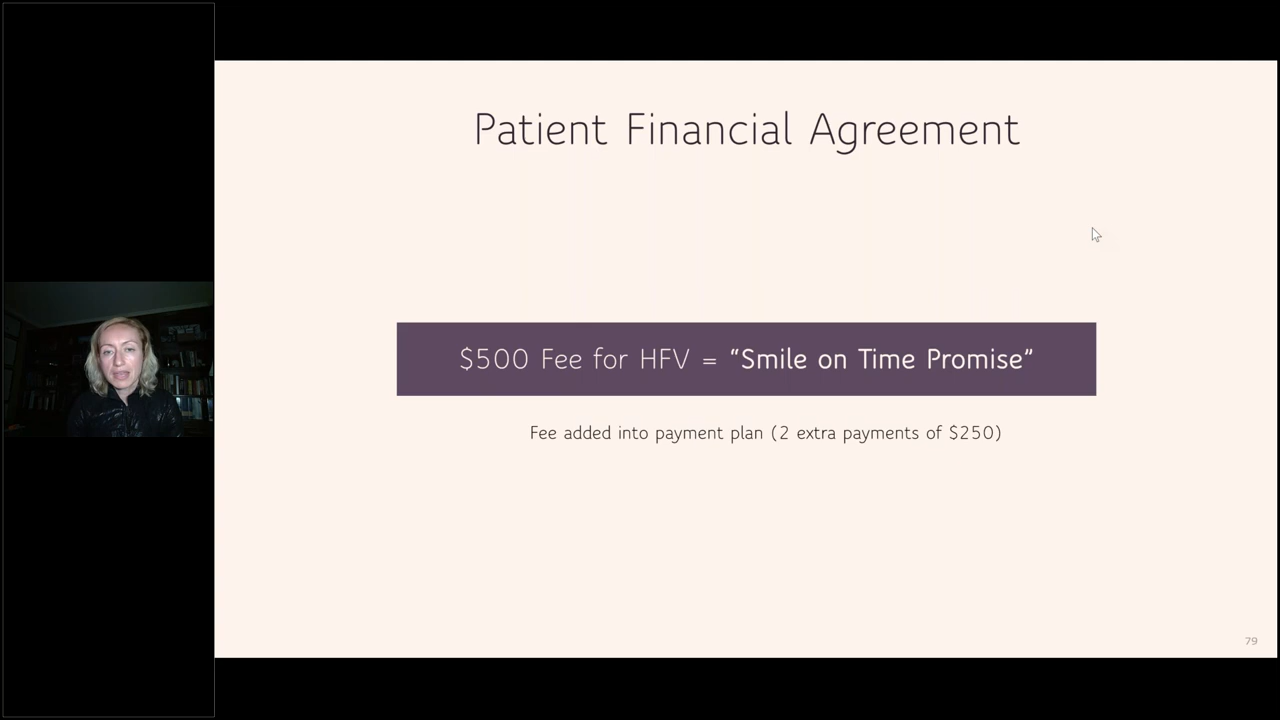 Patient Financial Agreement
$500 Fee for HFV = “Smile on Time Promise”
Fee added into payment plan (2 extra payments of $250)
79